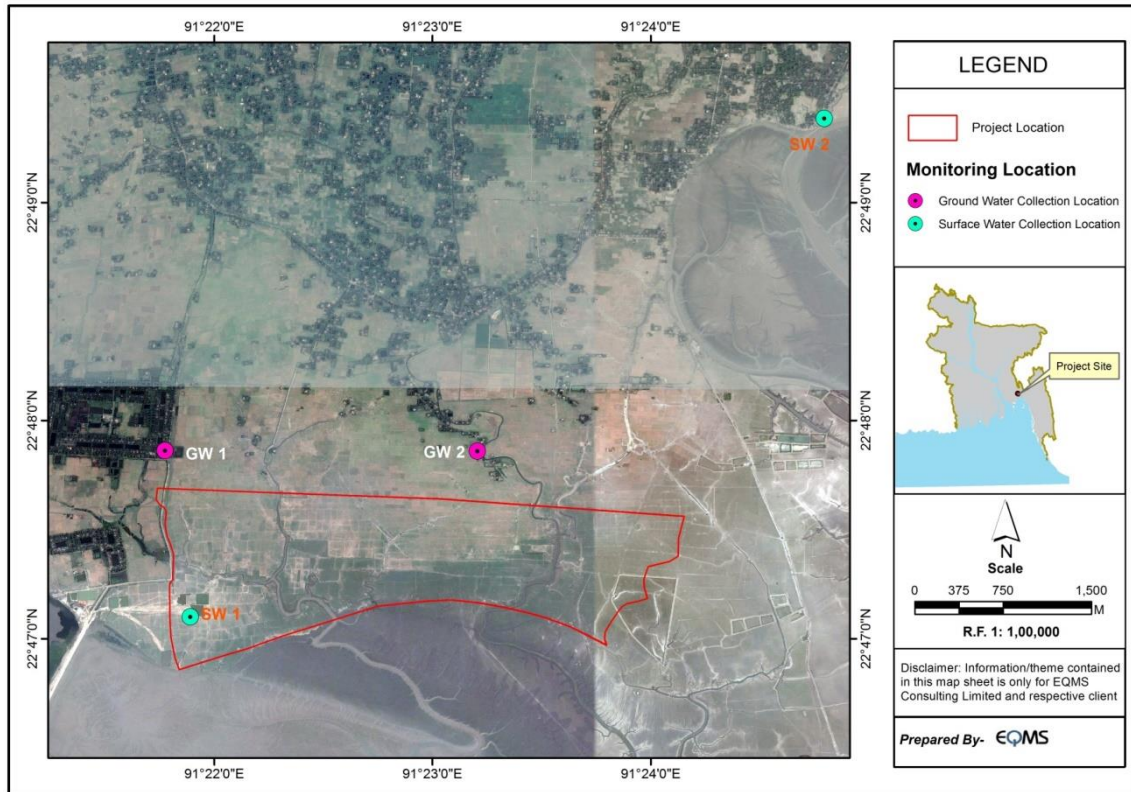 91°22'0"E 91°23'0"E 91°24'0"E
SW 2
22°49'0"N 22°49'0"N
22°48'0"N 22°48'0"N
GW 1 GW 2
SW 1
22°47'0"N 22°47'0"N
91°22'0"E 91°23'0"E 91°24'0"E
LEGEND
Project Location
Monitoring Location
Ground Water Collection Location
Surface Water Collection Location
Project Site
N
Scale
0 375 750 1,500
M
R.F. 1: 1,00,000
Disclaimer: Information/theme contained
in this map sheet is only for EQMS
Consulting Limited and respective client
Prepared By- EQMS